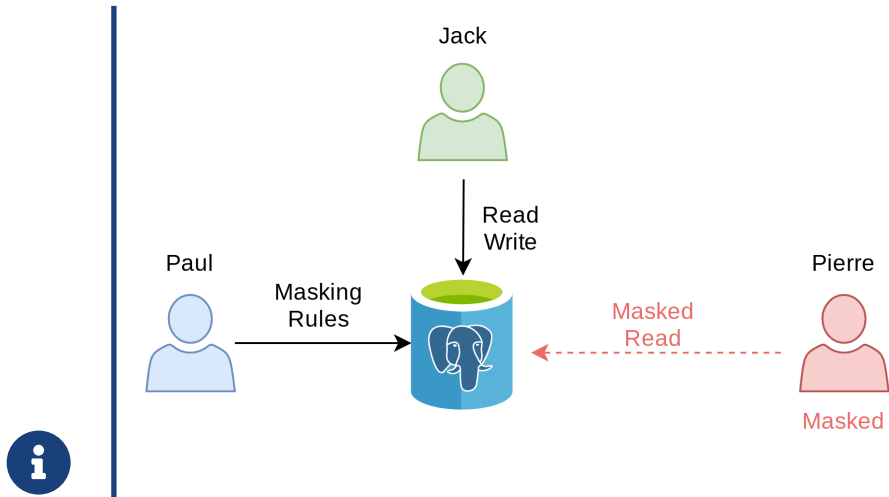 Jack
Read
Write
Paul
Masking
Rules
Pierre
Masked
Read
Masked